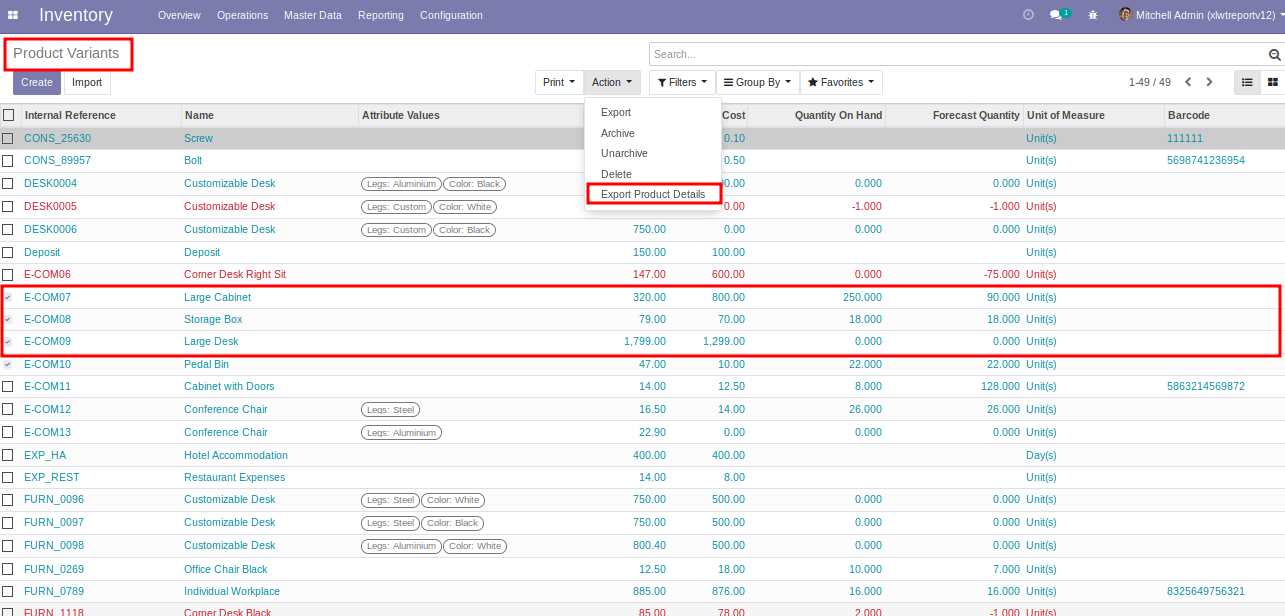 Inventory Overview Operations Master Data Reporting Configuration 1 Mitchell Admin (xlwtreportv12)
Product Variants Search...
Create Import Print Action Filters Group By Favorites 1-49 / 49
Internal Reference Name Attribute Values Cost Quantity On Hand Forecast Quantity Unit of Measure Barcode
Export
Archive
Unarchive
Delete
Export Product Details
CONS_25630 Screw 0.10 Unit(s) 111111
CONS_89957 Bolt 0.50 Unit(s) 5698741236954
DESK0004 Customizable Desk Legs: Aluminium Color: Black 0.000 0.000 Unit(s)
DESK0005 Customizable Desk Legs: Custom Color: White 0.00 -1.000 -1.000 Unit(s)
DESK0006 Customizable Desk Legs: Custom Color: Black 750.00 0.00 0.000 0.000 Unit(s)
Deposit Deposit 150.00 100.00 Unit(s)
E-COM06 Corner Desk Right Sit 147.00 600.00 0.000 -75.000 Unit(s)
E-COM07 Large Cabinet 320.00 800.00 250.000 90.000 Unit(s)
E-COM08 Storage Box 79.00 70.00 18.000 18.000 Unit(s)
E-COM09 Large Desk 1,799.00 1,299.00 0.000 0.000 Unit(s)
E-COM10 Pedal Bin 47.00 10.00 22.000 22.000 Unit(s)
E-COM11 Cabinet with Doors 14.00 12.50 8.000 128.000 Unit(s) 5863214569872
E-COM12 Conference Chair Legs: Steel 16.50 14.00 26.000 26.000 Unit(s)
E-COM13 Conference Chair Legs: Aluminium 22.90 0.00 0.000 0.000 Unit(s)
EXP_HA Hotel Accommodation 400.00 400.00 Day(s)
EXP_REST Restaurant Expenses 14.00 8.00 Unit(s)
FURN_0096 Customizable Desk Legs: Steel Color: White 750.00 500.00 0.000 0.000 Unit(s)
FURN_0097 Customizable Desk Legs: Steel Color: Black 750.00 500.00 0.000 0.000 Unit(s)
FURN_0098 Customizable Desk Legs: Aluminium Color: White 800.40 500.00 0.000 0.000 Unit(s)
FURN_0269 Office Chair Black 12.50 18.00 10.000 7.000 Unit(s)
FURN_0789 Individual Workplace 885.00 876.00 16.000 16.000 Unit(s) 8325649756321
FURN_1118 Corner Desk Black 85.00 78.00 2.000 -1.000 Unit(s)